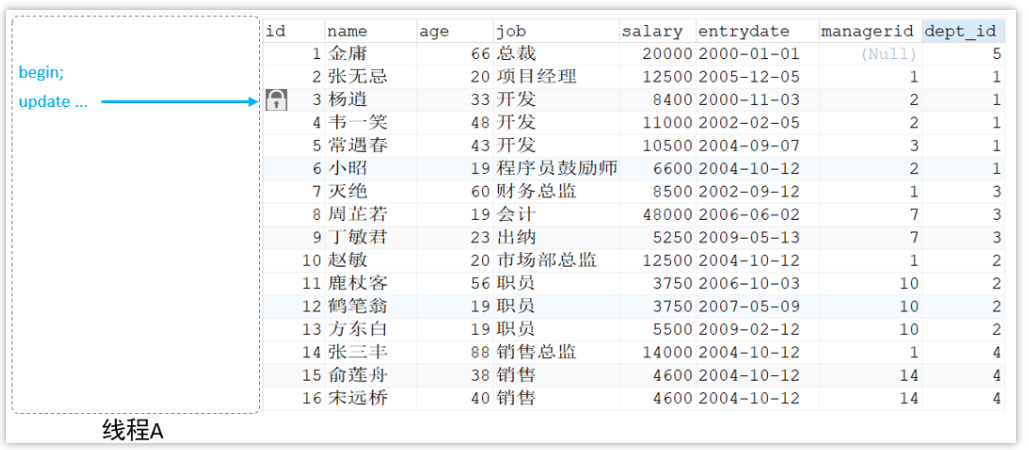 id name age job salary entrydate managerid dept_id
1 金庸 66 总裁 20000 2000-01-01 (Null) 5
begin; 2 张无忌 20 项目经理 12500 2005-12-05 1 1
update ... 3 杨逍 33 开发 8400 2000-11-03 2 1
4 韦一笑 48 开发 11000 2002-02-05 2 1
5 常遇春 43 开发 10500 2004-09-07 3 1
6 小昭 19 程序员鼓励师 6600 2004-10-12 2 1
7 灭绝 60 财务总监 8500 2002-09-12 1 3
8 周芷若 19 会计 48000 2006-06-02 7 3
9 丁敏君 23 出纳 5250 2009-05-13 7 3
10 赵敏 20 市场部总监 12500 2004-10-12 1 2
11 鹿杖客 56 职员 3750 2006-10-03 10 2
12 鹤笔翁 19 职员 3750 2007-05-09 10 2
13 方东白 19 职员 5500 2009-02-12 10 2
14 张三丰 88 销售总监 14000 2004-10-12 1 4
15 俞莲舟 38 销售 4600 2004-10-12 14 4
16 宋远桥 40 销售 4600 2004-10-12 14 4
线程A